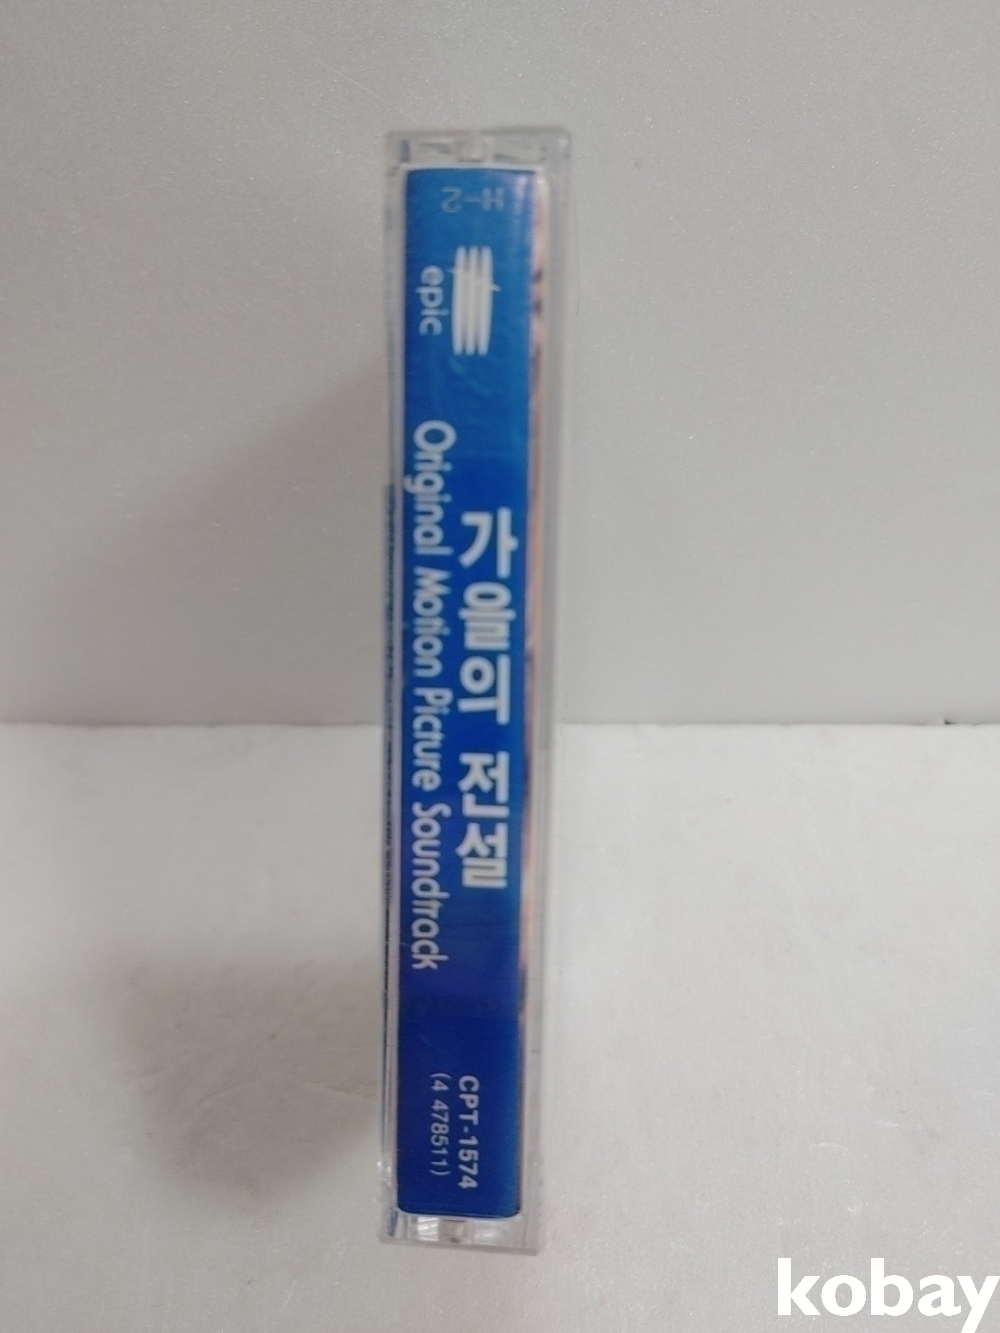 H-2
epic
가을의 전설
Original Motion Picture Soundtrack
CPT-1574
(4 478511)
kobay